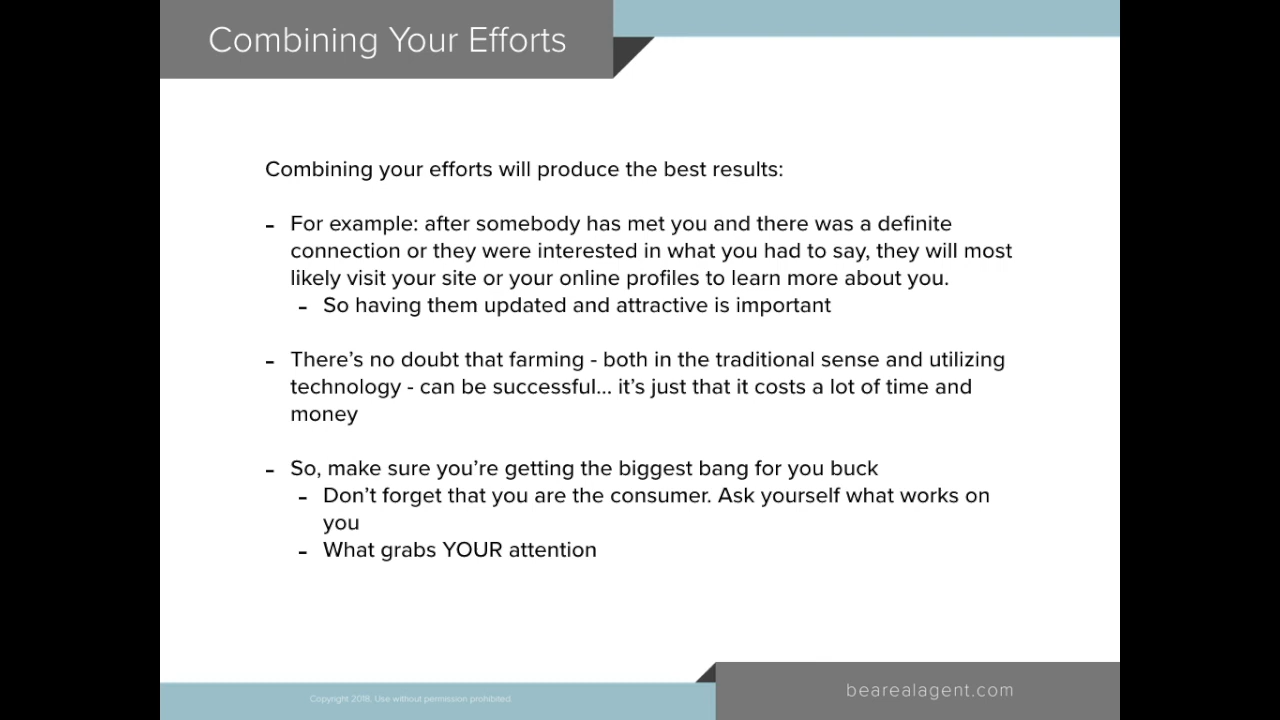 Combining Your Efforts
Combining your efforts will produce the best results:
- For example: after somebody has met you and there was a definite
connection or they were interested in what you had to say, they will most
likely visit your site or your online profiles to learn more about you.
- So having them updated and attractive is important
- There's no doubt that farming - both in the traditional sense and utilizing
technology - can be successful... it's just that it costs a lot of time and
money
- So, make sure you're getting the biggest bang for you buck
- Don't forget that you are the consumer. Ask yourself what works on
you
- What grabs YOUR attention
Copyright 2018. Use without permission prohibited.
bearealagent.com